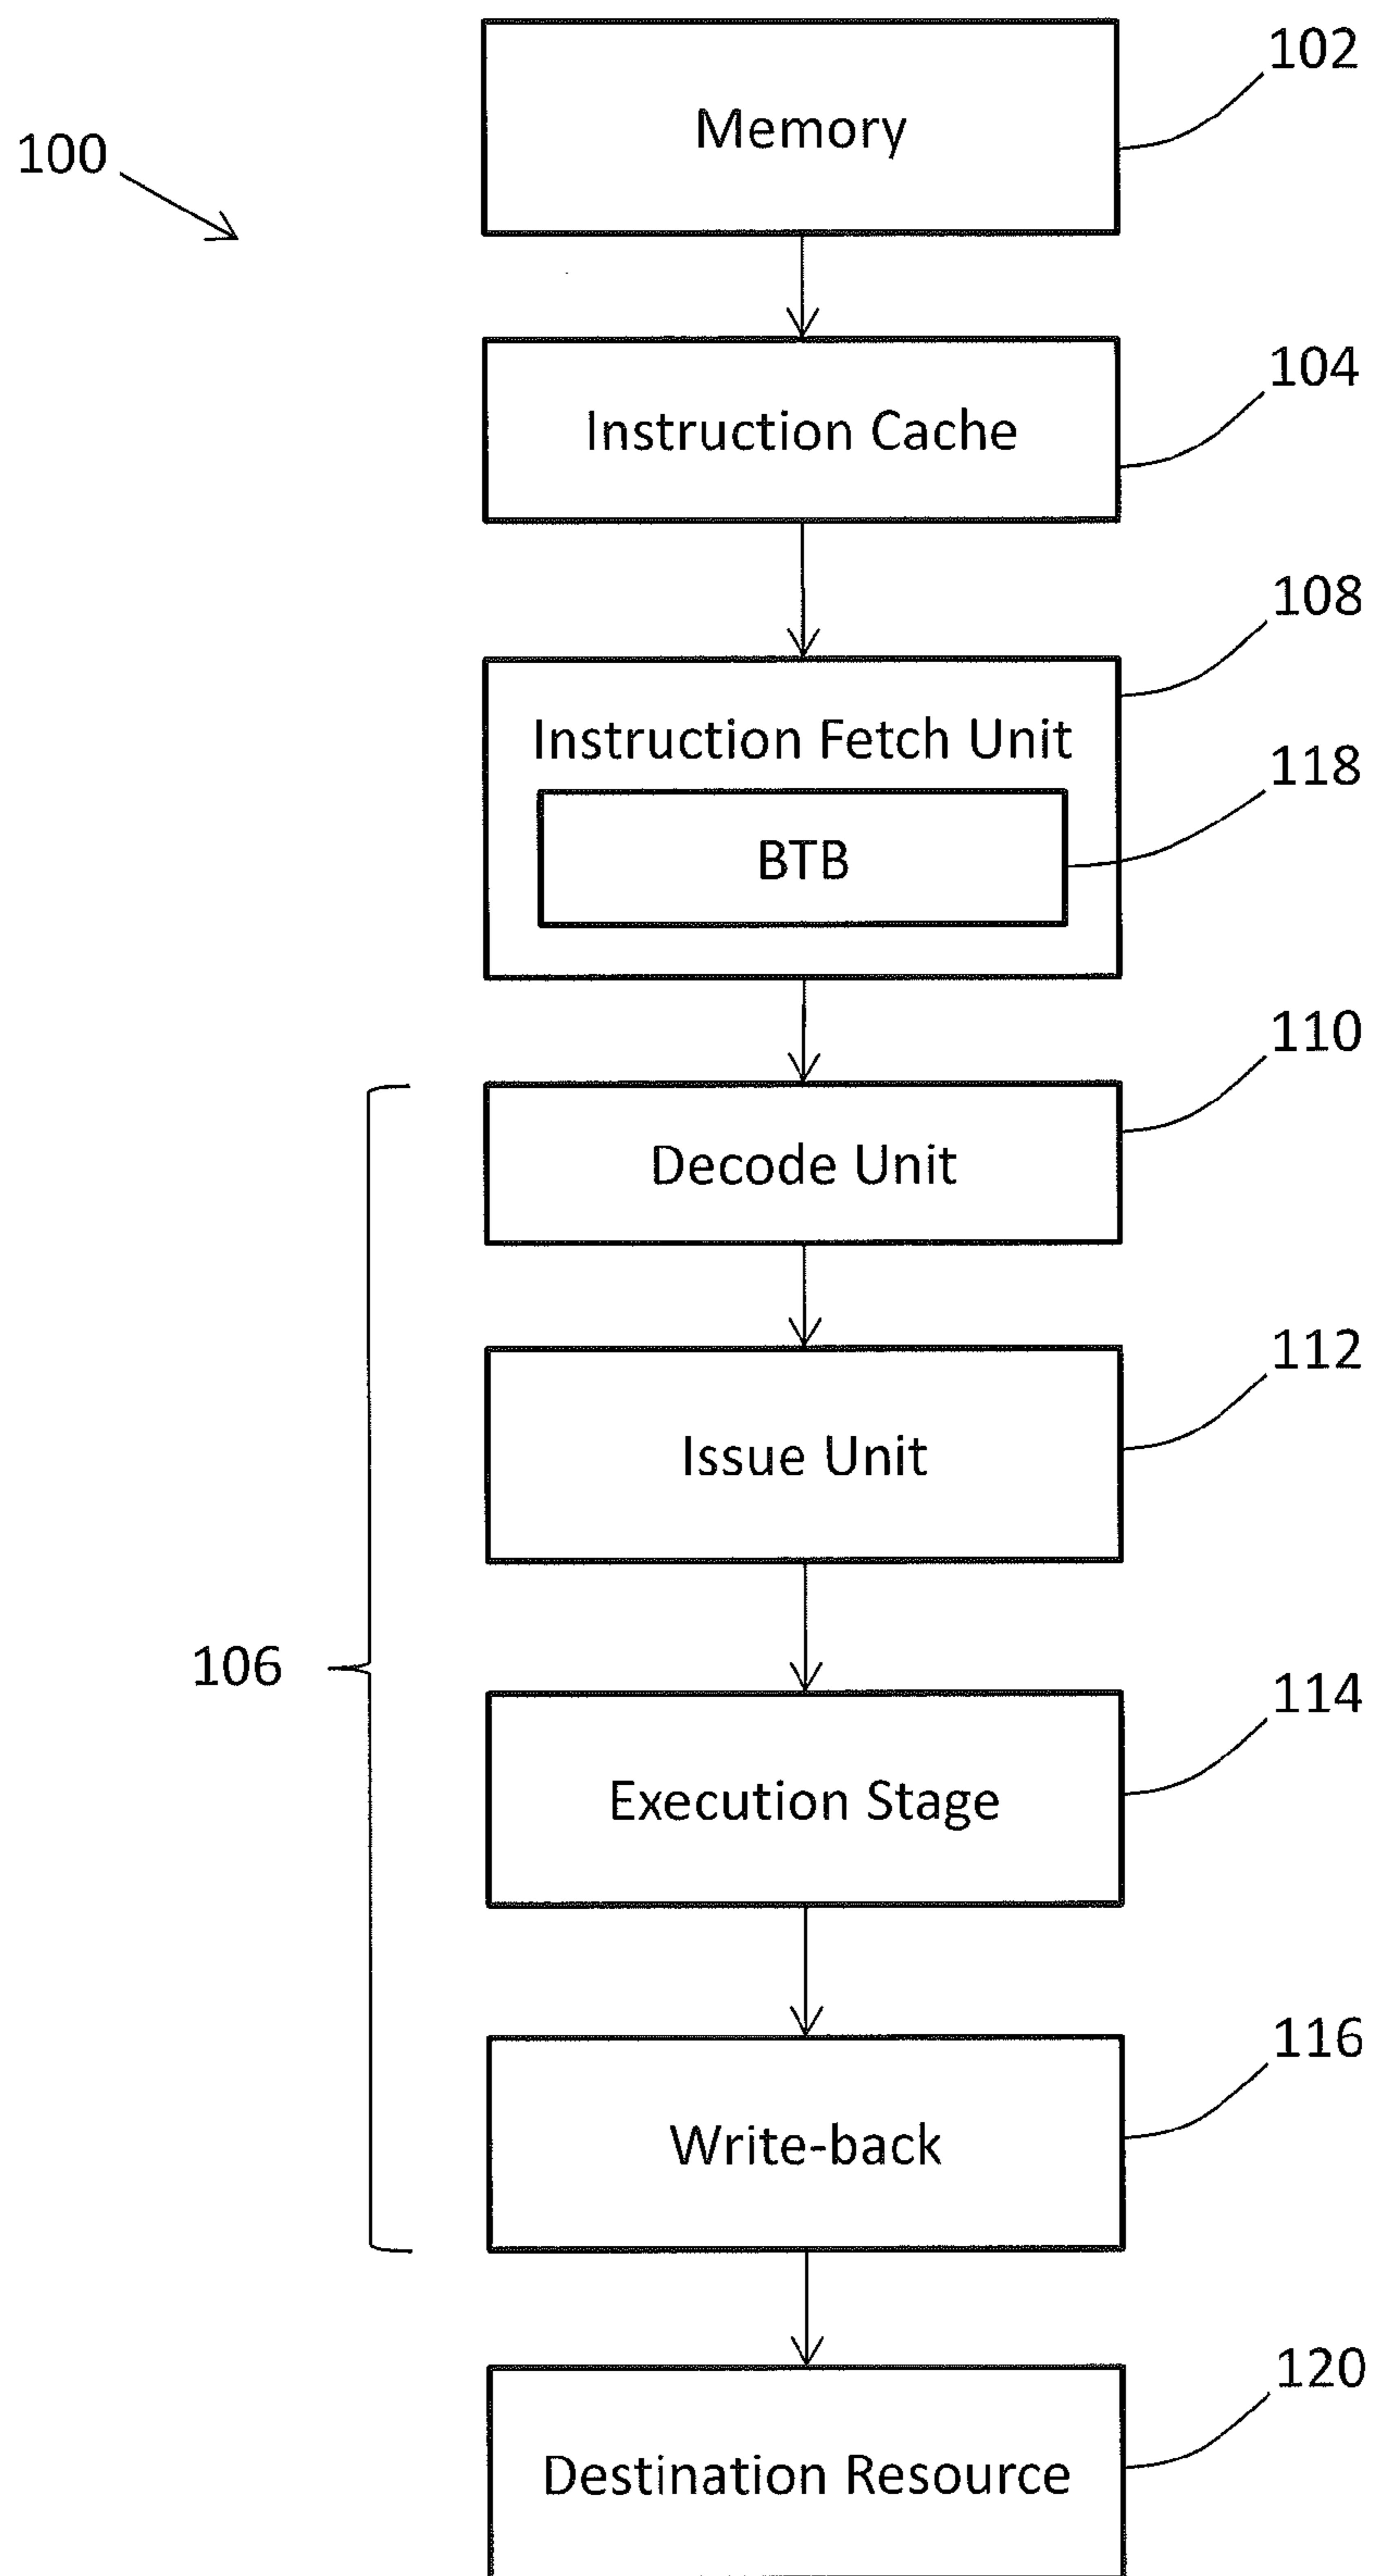 102
Memory
100
104
Instruction Cache
108
Instruction Fetch Unit
118
BTB
110
Decode Unit
112
Issue Unit
106
114
Execution Stage
116
Write-back
120
Destination Resource